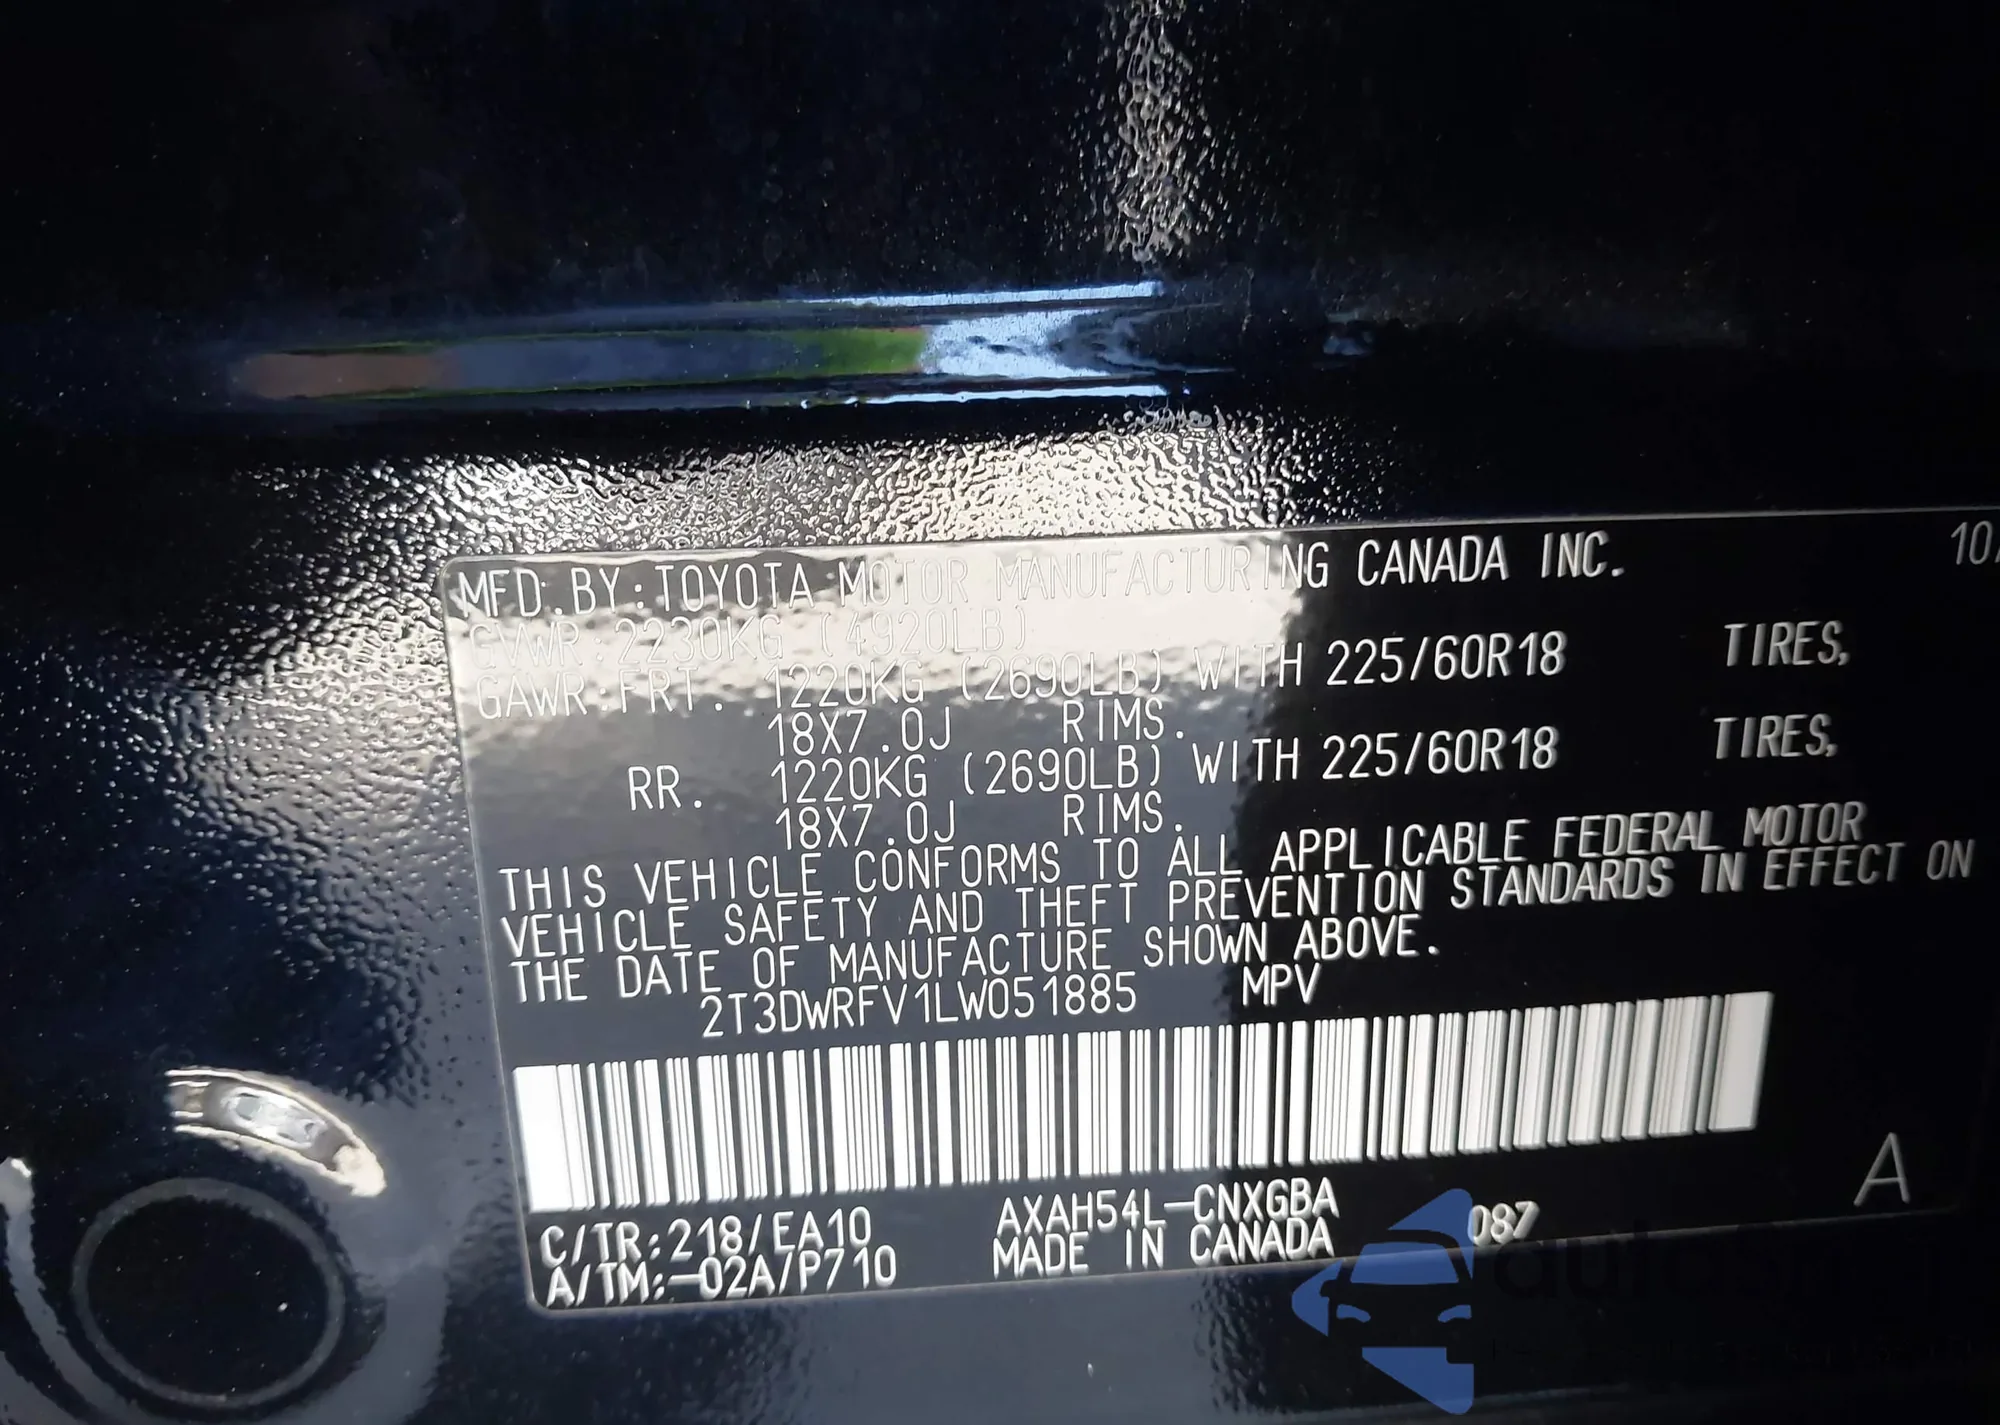 MFD. BY: TOYOTA MOTOR MANUFACTURING CANADA INC. 10/
GVWR: 2230KG (4920LB)
GAWR: FRT. 1220KG (2690LB) WITH 225/60R18 TIRES,
18X7.0J RIMS.
RR. 1220KG (2690LB) WITH 225/60R18 TIRES,
18X7.0J RIMS.
THIS VEHICLE CONFORMS TO ALL APPLICABLE FEDERAL MOTOR
VEHICLE SAFETY AND THEFT PREVENTION STANDARDS IN EFFECT ON
THE DATE OF MANUFACTURE SHOWN ABOVE.
2T3DWRFV1LW051885 MPV
C/TR: 218/EA10 AXAH54L-CNXGBA 087 A
A/TM: -02A/P710 MADE IN CANADA